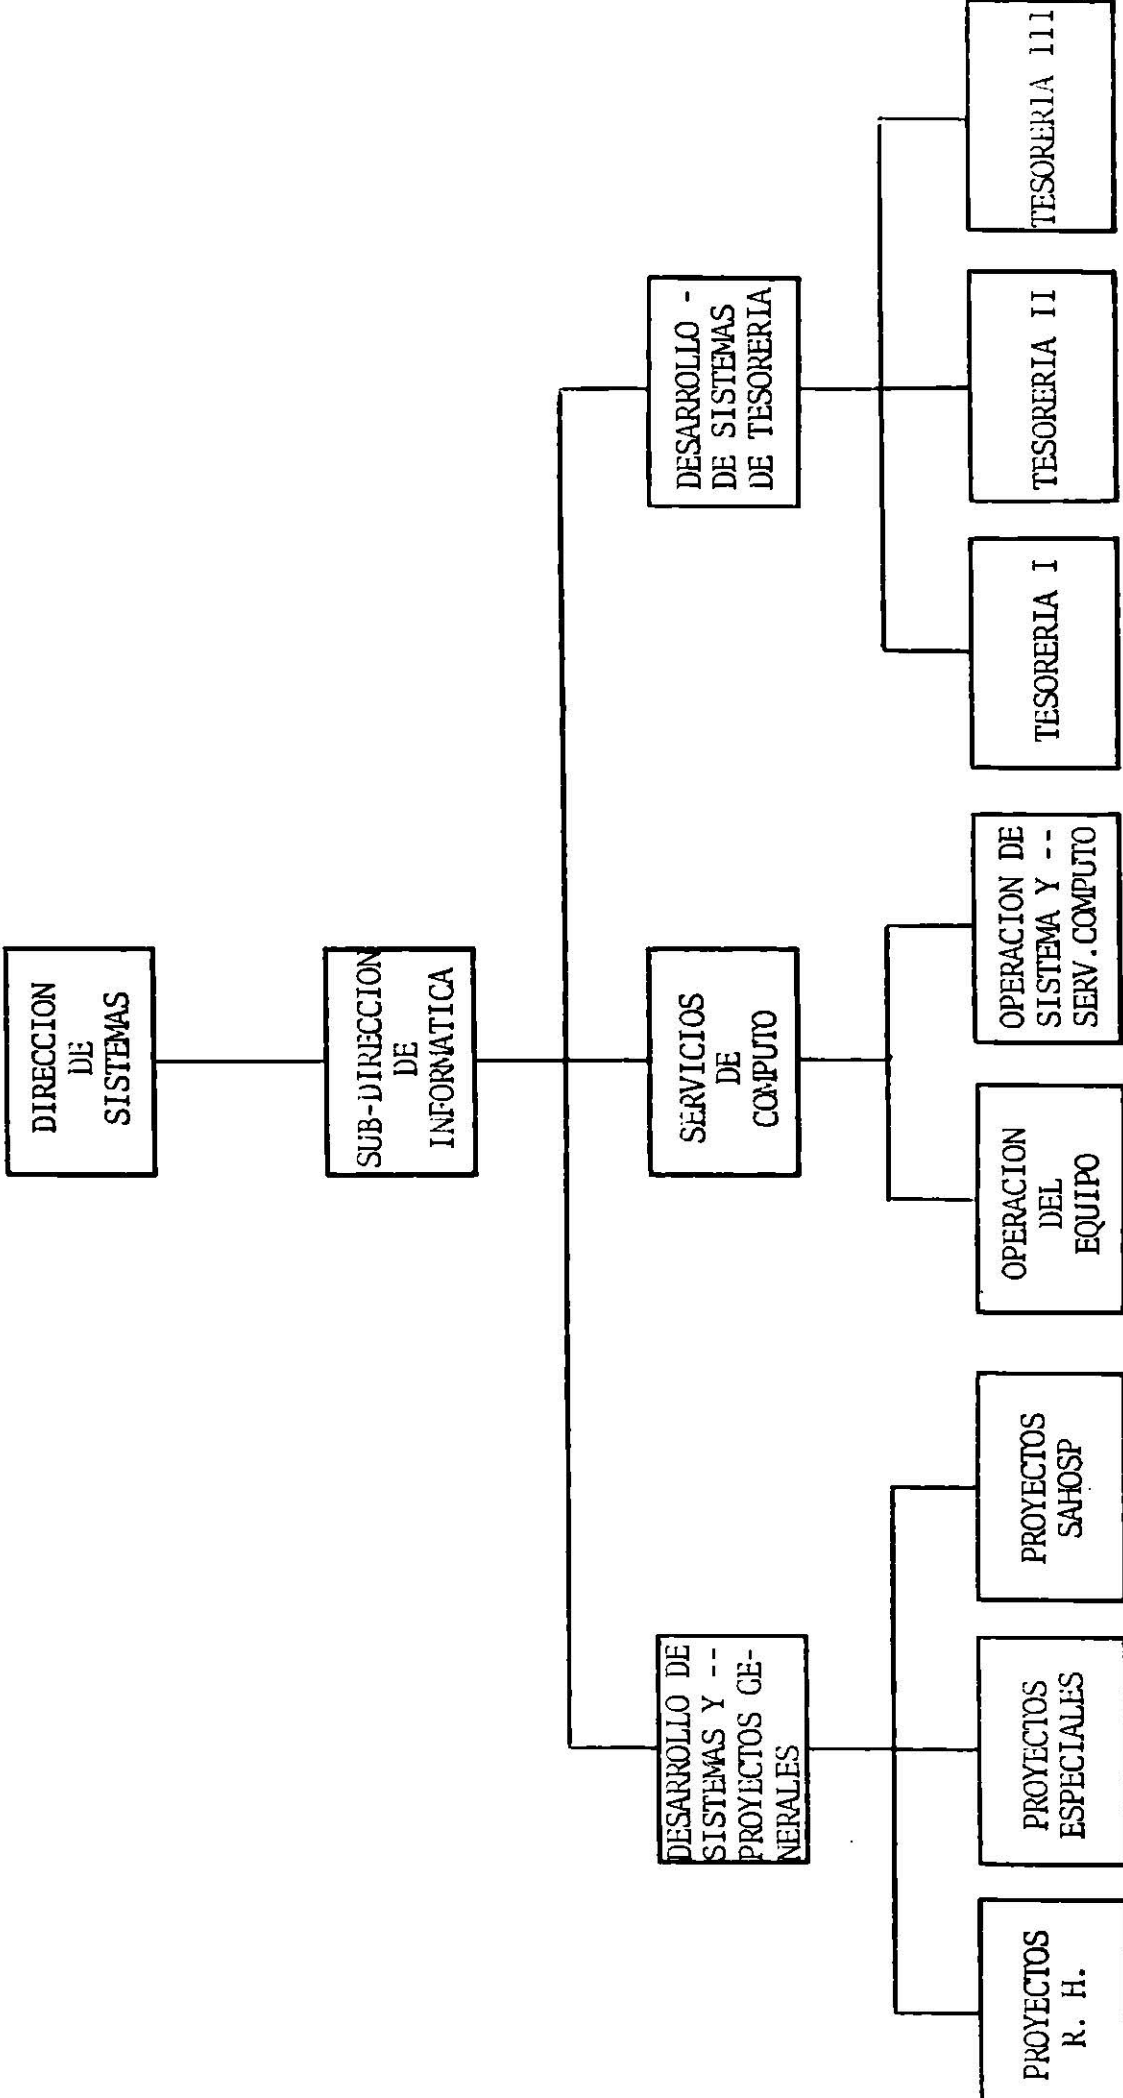 DIRECCION
DE
SISTEMAS
SUB-DIRECCION
DE
INFORMATICA
DESARROLLO DE
SISTEMAS Y --
PROYECTOS GE-
NERALES
SERVICIOS
DE
COMPUTO
DESARROLLO -
DE SISTEMAS
DE TESORERIA
PROYECTOS
R. H.
PROYECTOS
ESPECIALES
PROYECTOS
SAHOSP
OPERACION
DEL
EQUIPO
OPERACION DE
SISTEMA Y --
SERV.COMPUTO
TESORERIA I
TESORERIA II
TESORERIA III